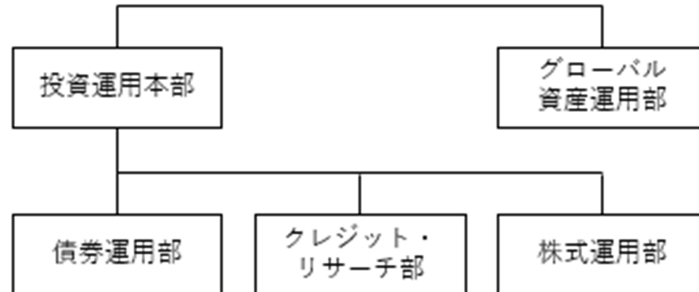 投資運用本部
グローバル
資産運用部
債券運用部
クレジット・
リサーチ部
株式運用部